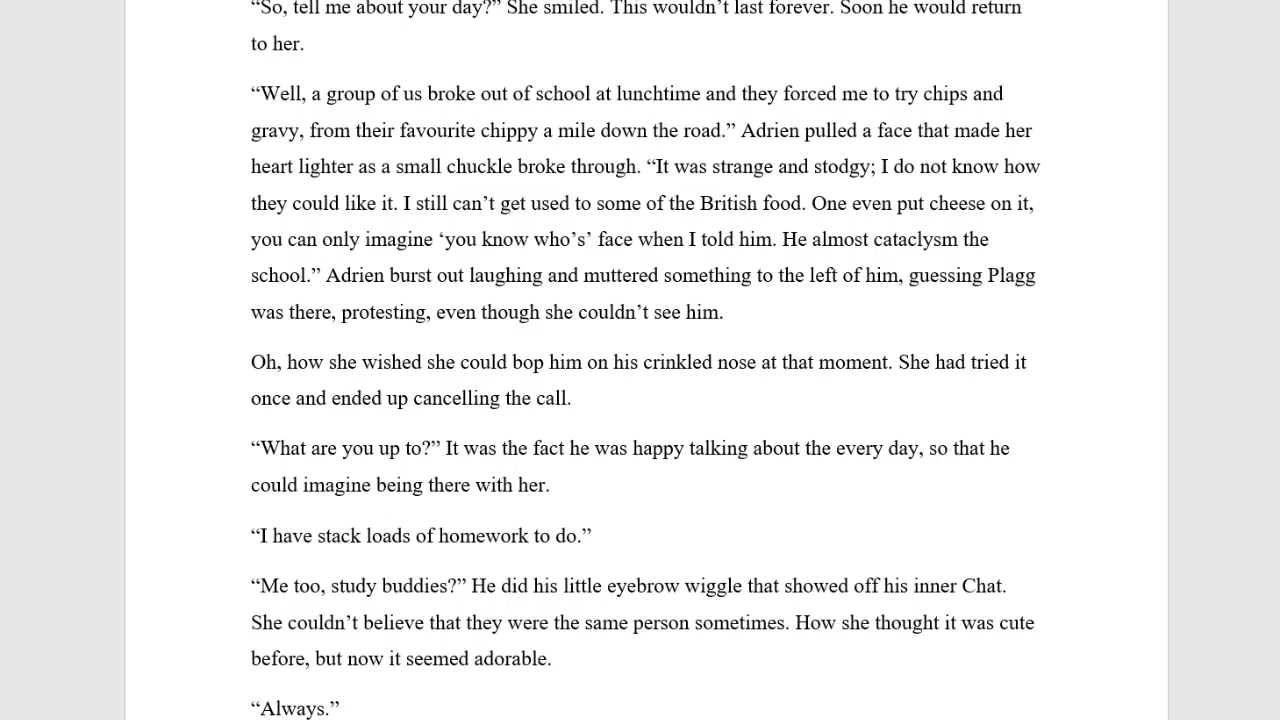 “So, tell me about your day?” She smiled. This wouldn’t last forever. Soon he would return
to her.
“Well, a group of us broke out of school at lunchtime and they forced me to try chips and
gravy, from their favourite chippy a mile down the road.” Adrien pulled a face that made her
heart lighter as a small chuckle broke through. “It was strange and stodgy; I do not know how
they could like it. I still can’t get used to some of the British food. One even put cheese on it,
you can only imagine ‘you know who’s’ face when I told him. He almost cataclysm the
school.” Adrien burst out laughing and muttered something to the left of him, guessing Plagg
was there, protesting, even though she couldn’t see him.
Oh, how she wished she could bop him on his crinkled nose at that moment. She had tried it
once and ended up cancelling the call.
“What are you up to?” It was the fact he was happy talking about the every day, so that he
could imagine being there with her.
“I have stack loads of homework to do.”
“Me too, study buddies?” He did his little eyebrow wiggle that showed off his inner Chat.
She couldn’t believe that they were the same person sometimes. How she thought it was cute
before, but now it seemed adorable.
“Always.”